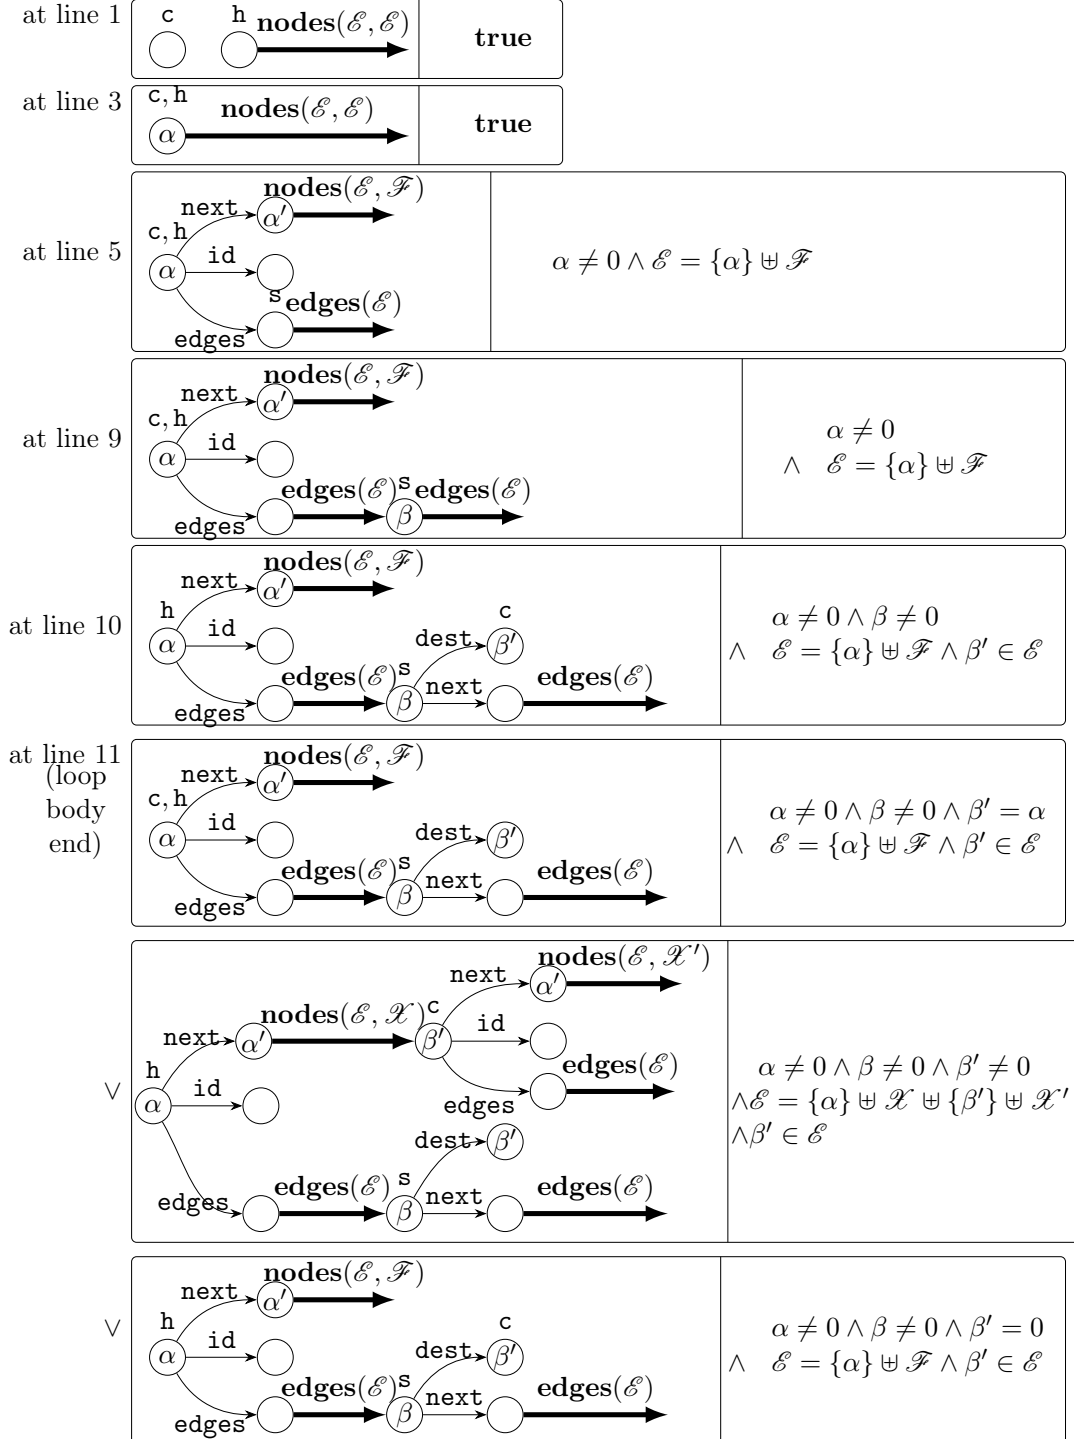 at line 1
c h nodes(ℰ, ℰ)
true
at line 3
c, h
nodes(ℰ, ℰ)
α
true
at line 5
nodes(ℰ, ℱ)
next α′
c, h
α id
s edges(ℰ)
edges
α ≠ 0 ∧ ℰ = {α} ⊎ ℱ
at line 9
nodes(ℰ, ℱ)
next α′
c, h
α id
edges(ℰ) s edges(ℰ)
edges β
α ≠ 0
∧ ℰ = {α} ⊎ ℱ
at line 10
nodes(ℰ, ℱ)
next α′
h c
α id dest β′
edges(ℰ) s next edges(ℰ)
edges β
α ≠ 0 ∧ β ≠ 0
∧ ℰ = {α} ⊎ ℱ ∧ β′ ∈ ℰ
at line 11
(loop
body
end)
nodes(ℰ, ℱ)
next α′
c, h
α id dest β′
edges(ℰ) s next edges(ℰ)
edges β
α ≠ 0 ∧ β ≠ 0 ∧ β′ = α
∧ ℰ = {α} ⊎ ℱ ∧ β′ ∈ ℰ
∨
nodes(ℰ, 𝒳′)
next α′
nodes(ℰ, 𝒳) c
next α′ β′ id
edges(ℰ)
h
α id edges
dest β′
edges(ℰ) s next edges(ℰ)
edges β
α ≠ 0 ∧ β ≠ 0 ∧ β′ ≠ 0
∧ℰ = {α} ⊎ 𝒳 ⊎ {β′} ⊎ 𝒳′
∧β′ ∈ ℰ
∨
nodes(ℰ, ℱ)
next α′
h c
α id dest β′
edges(ℰ) s next edges(ℰ)
edges β
α ≠ 0 ∧ β ≠ 0 ∧ β′ = 0
∧ ℰ = {α} ⊎ ℱ ∧ β′ ∈ ℰ